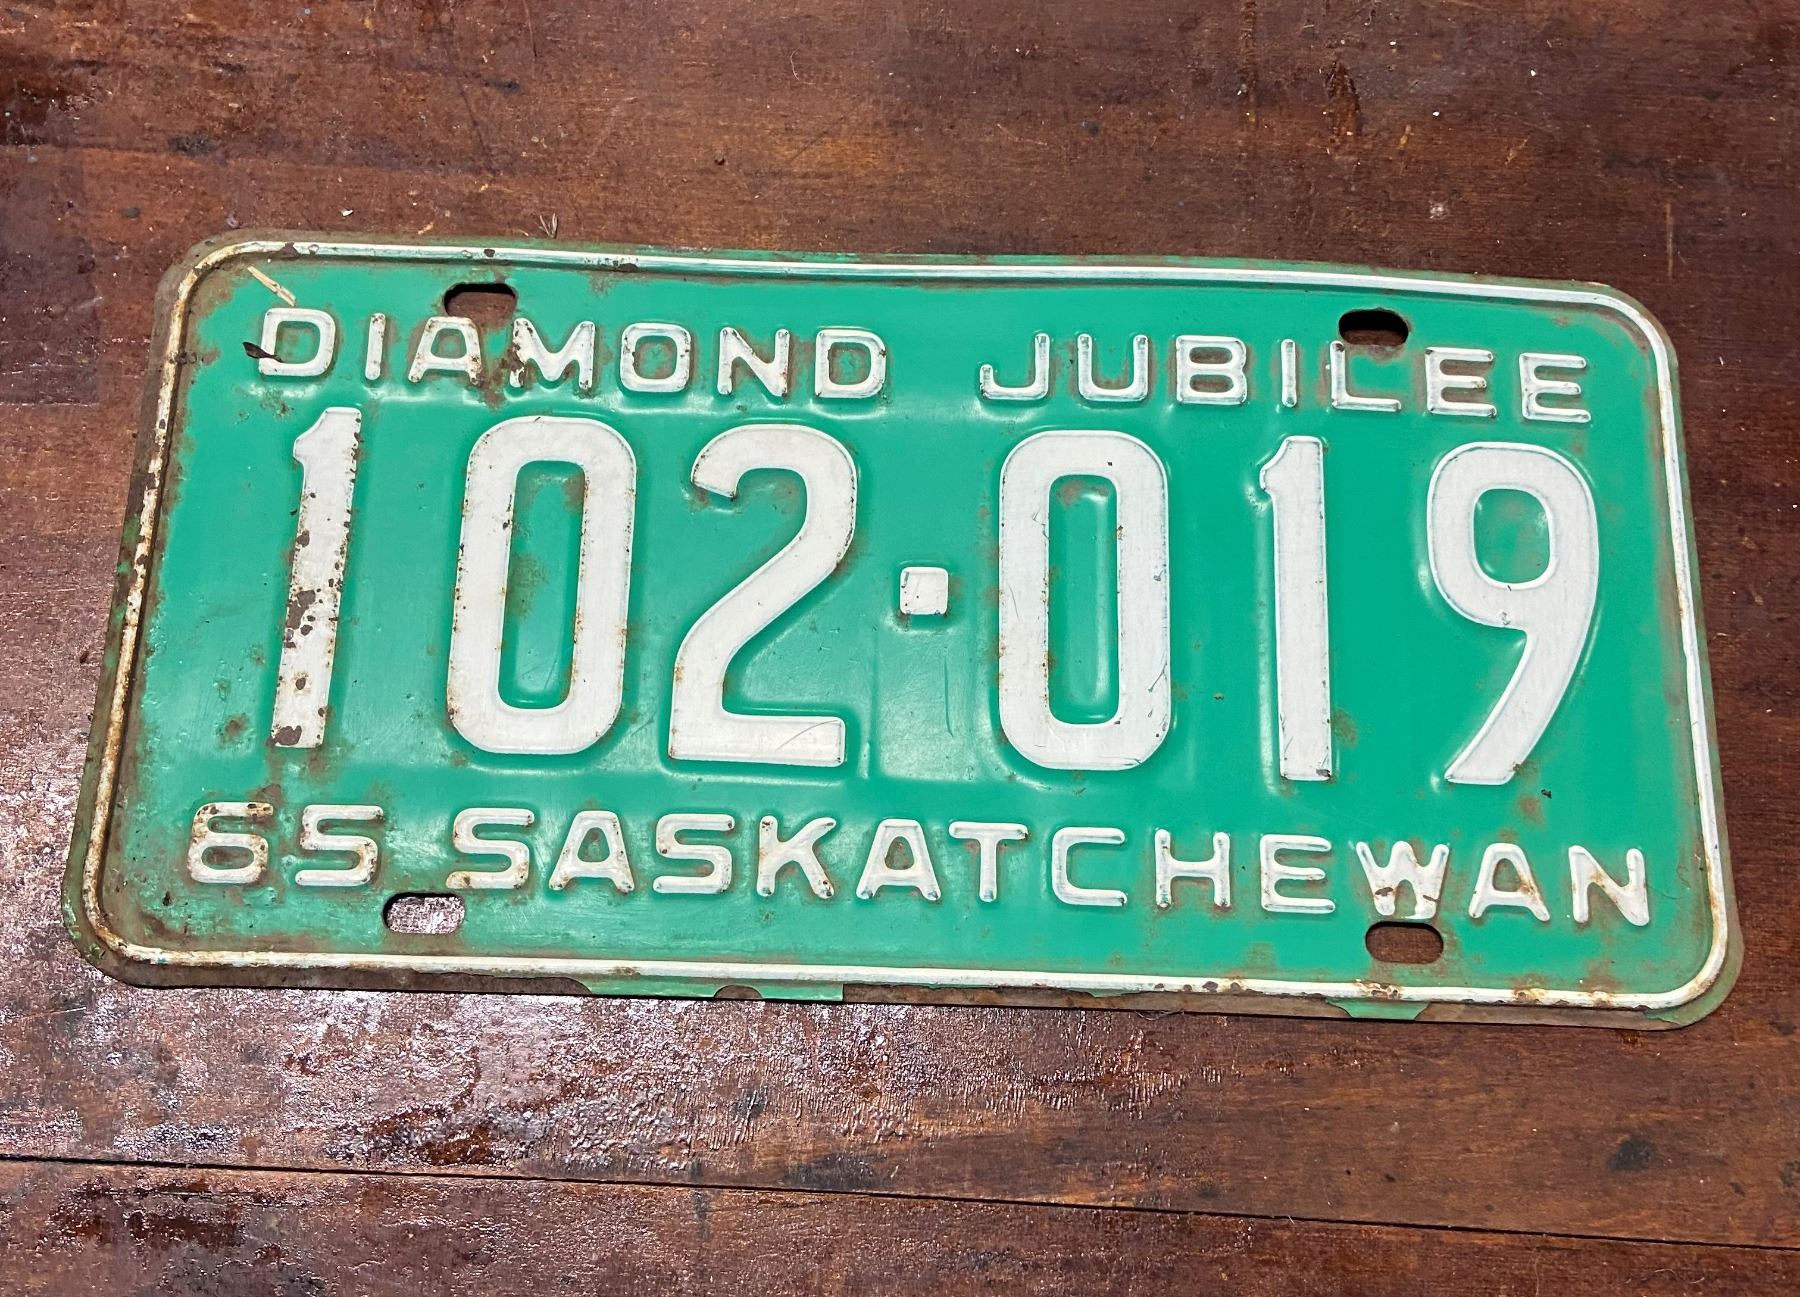 DIAMOND JUBILEE
102·019
65 SASKATCHEWAN